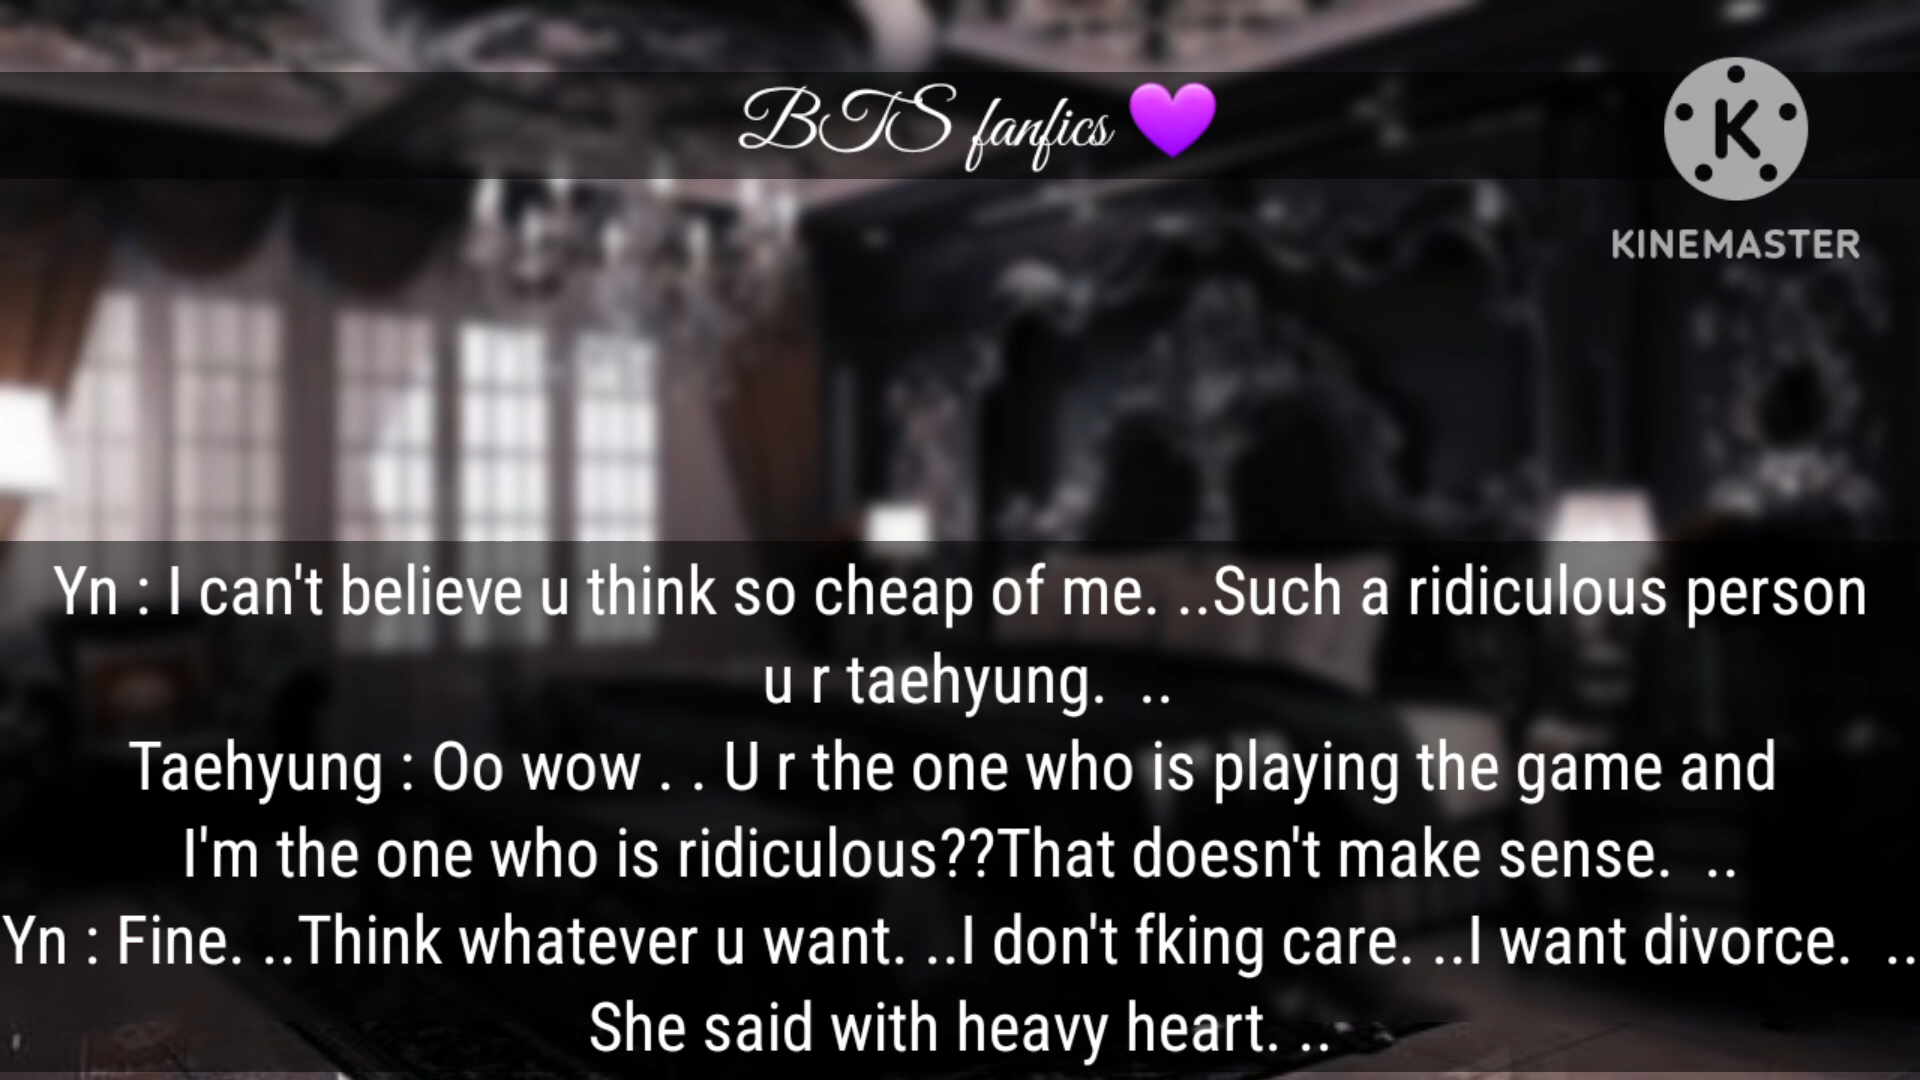 BTS fanfics 💜
K
KINEMASTER
Yn : I can't believe u think so cheap of me. ..Such a ridiculous person
u r taehyung.  ..
Taehyung : Oo wow . . U r the one who is playing the game and
I'm the one who is ridiculous??That doesn't make sense.  ..
Yn : Fine. ..Think whatever u want. ..I don't fking care. ..I want divorce.  ..
She said with heavy heart. ..